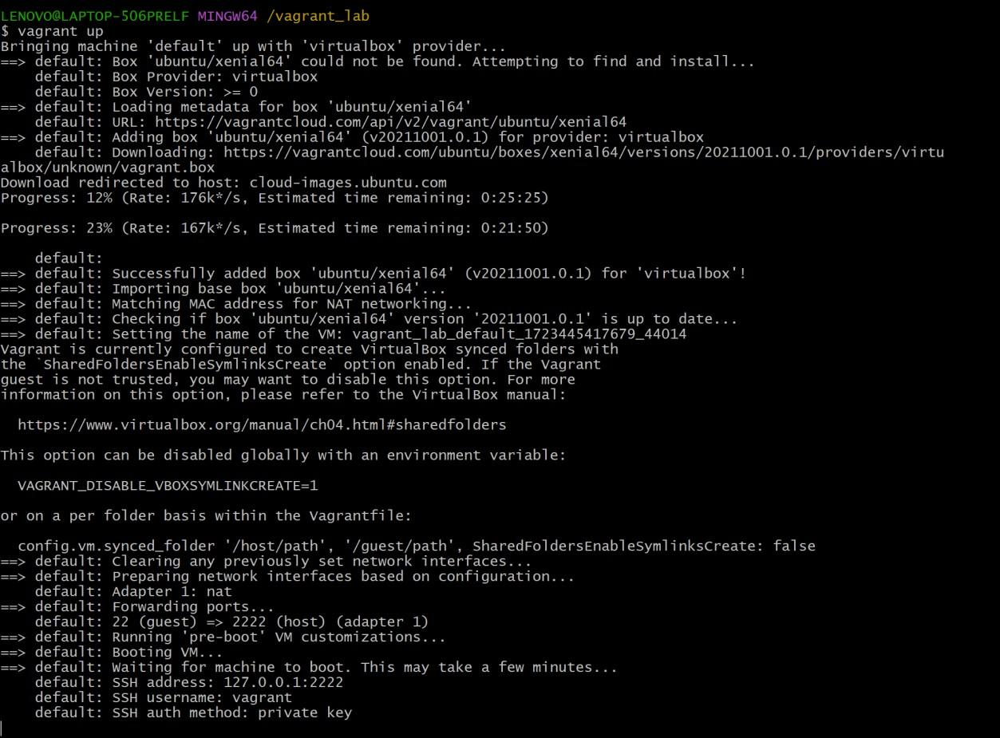 LENOVO@LAPTOP-506PRELF MINGW64 /vagrant_lab
$ vagrant up
Bringing machine 'default' up with 'virtualbox' provider...
==> default: Box 'ubuntu/xenial64' could not be found. Attempting to find and install...
    default: Box Provider: virtualbox
    default: Box Version: >= 0
==> default: Loading metadata for box 'ubuntu/xenial64'
    default: URL: https://vagrantcloud.com/api/v2/vagrant/ubuntu/xenial64
==> default: Adding box 'ubuntu/xenial64' (v20211001.0.1) for provider: virtualbox
    default: Downloading: https://vagrantcloud.com/ubuntu/boxes/xenial64/versions/20211001.0.1/providers/virtu
albox/unknown/vagrant.box
Download redirected to host: cloud-images.ubuntu.com
Progress: 12% (Rate: 176k*/s, Estimated time remaining: 0:25:25)
Progress: 23% (Rate: 167k*/s, Estimated time remaining: 0:21:50)
    default:
==> default: Successfully added box 'ubuntu/xenial64' (v20211001.0.1) for 'virtualbox'!
==> default: Importing base box 'ubuntu/xenial64'...
==> default: Matching MAC address for NAT networking...
==> default: Checking if box 'ubuntu/xenial64' version '20211001.0.1' is up to date...
==> default: Setting the name of the VM: vagrant_lab_default_1723445417679_44014
Vagrant is currently configured to create VirtualBox synced folders with
the `SharedFoldersEnableSymlinksCreate` option enabled. If the Vagrant
guest is not trusted, you may want to disable this option. For more
information on this option, please refer to the VirtualBox manual:
  https://www.virtualbox.org/manual/ch04.html#sharedfolders
This option can be disabled globally with an environment variable:
  VAGRANT_DISABLE_VBOXSYMLINKCREATE=1
or on a per folder basis within the Vagrantfile:
  config.vm.synced_folder '/host/path', '/guest/path', SharedFoldersEnableSymlinksCreate: false
==> default: Clearing any previously set network interfaces...
==> default: Preparing network interfaces based on configuration...
    default: Adapter 1: nat
==> default: Forwarding ports...
    default: 22 (guest) => 2222 (host) (adapter 1)
==> default: Running 'pre-boot' VM customizations...
==> default: Booting VM...
==> default: Waiting for machine to boot. This may take a few minutes...
    default: SSH address: 127.0.0.1:2222
    default: SSH username: vagrant
    default: SSH auth method: private key